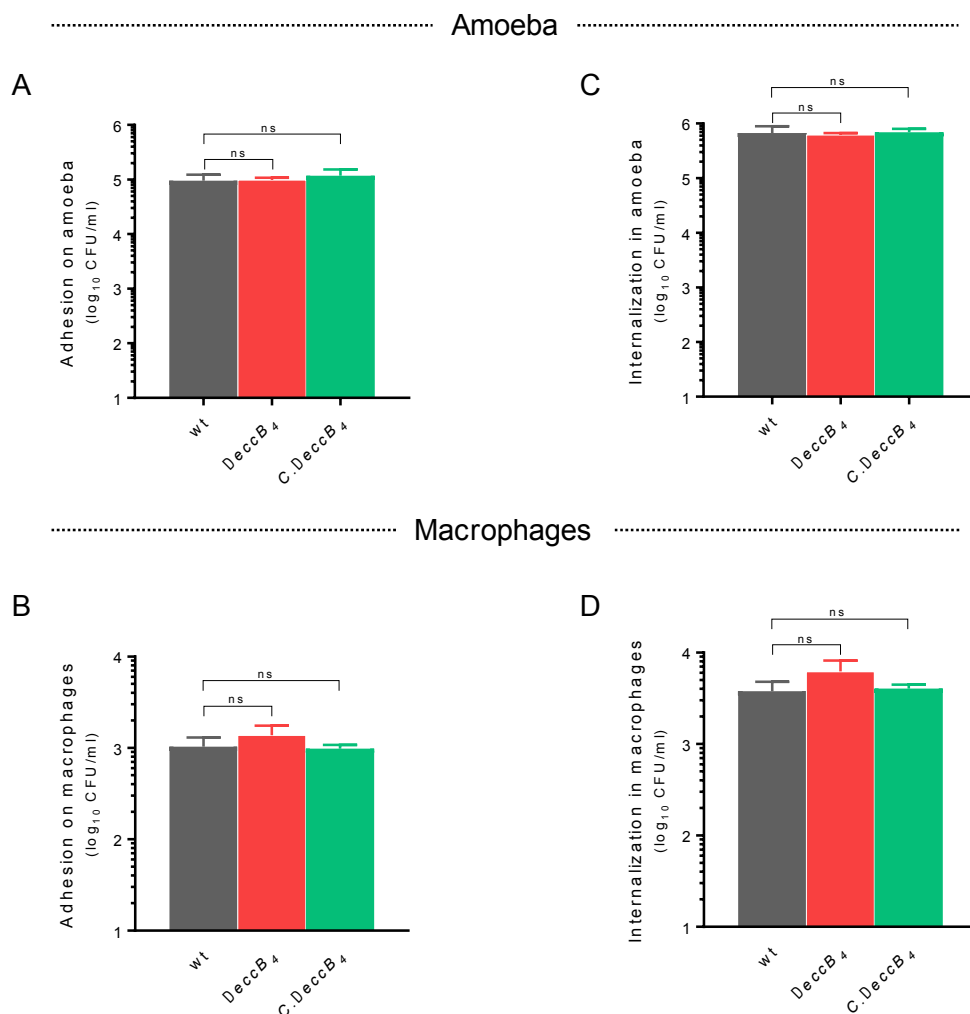 Amoeba
A
ns
ns
Adhesion on amoeba
(log₁₀ CFU/ml)
6
5
4
3
2
1
wt
DeccB₄
C.DeccB₄
C
ns
ns
Internalization in amoeba
(log₁₀ CFU/ml)
6
5
4
3
2
1
wt
DeccB₄
C.DeccB₄
Macrophages
B
ns
ns
Adhesion on macrophages
(log₁₀ CFU/ml)
4
3
2
1
wt
DeccB₄
C.DeccB₄
D
ns
ns
Internalization in macrophages
(log₁₀ CFU/ml)
4
3
2
1
wt
DeccB₄
C.DeccB₄